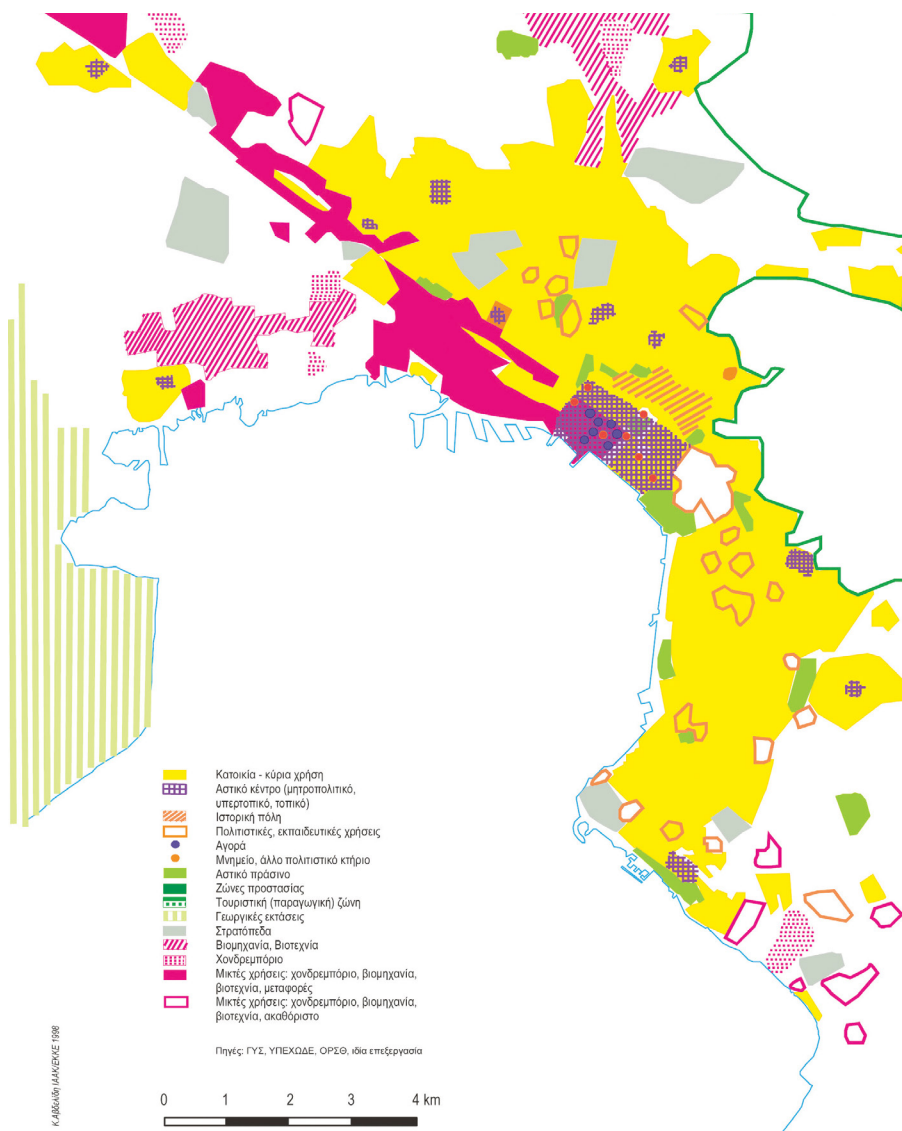 Κατοικία - κύρια χρήση
Αστικό κέντρο (μητροπολιτικό,
υπερτοπικό, τοπικό)
Ιστορική πόλη
Πολιτιστικές, εκπαιδευτικές χρήσεις
Αγορά
Μνημείο, άλλο πολιτιστικό κτήριο
Αστικό πράσινο
Ζώνες προστασίας
Τουριστική (παραγωγική) ζώνη
Γεωργικές εκτάσεις
Στρατόπεδα
Βιομηχανία, Βιοτεχνία
Χονδρεμπόριο
Μικτές χρήσεις: χονδρεμπόριο, βιομηχανία,
βιοτεχνία, μεταφορές
Μικτές χρήσεις: χονδρεμπόριο, βιομηχανία,
βιοτεχνία, ακαθόριστο
Πηγές: ΓΥΣ, ΥΠΕΧΩΔΕ, ΟΡΣΘ, ιδία επεξεργασία
Κ.Αβδελίδη ΙΑΑΚ/ΕΚΚΕ 1998
0 1 2 3 4 km